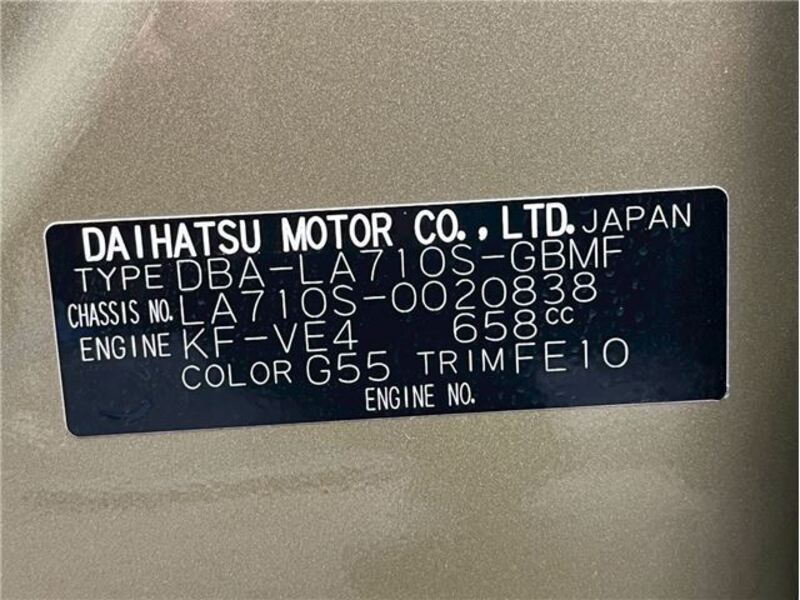 DAIHATSU MOTOR CO., LTD. JAPAN
TYPE DBA-LA710S-GBMF
CHASSIS NO. LA710S-0020838
ENGINE KF-VE4 658cc
COLOR G55 TRIM FE10
ENGINE NO.